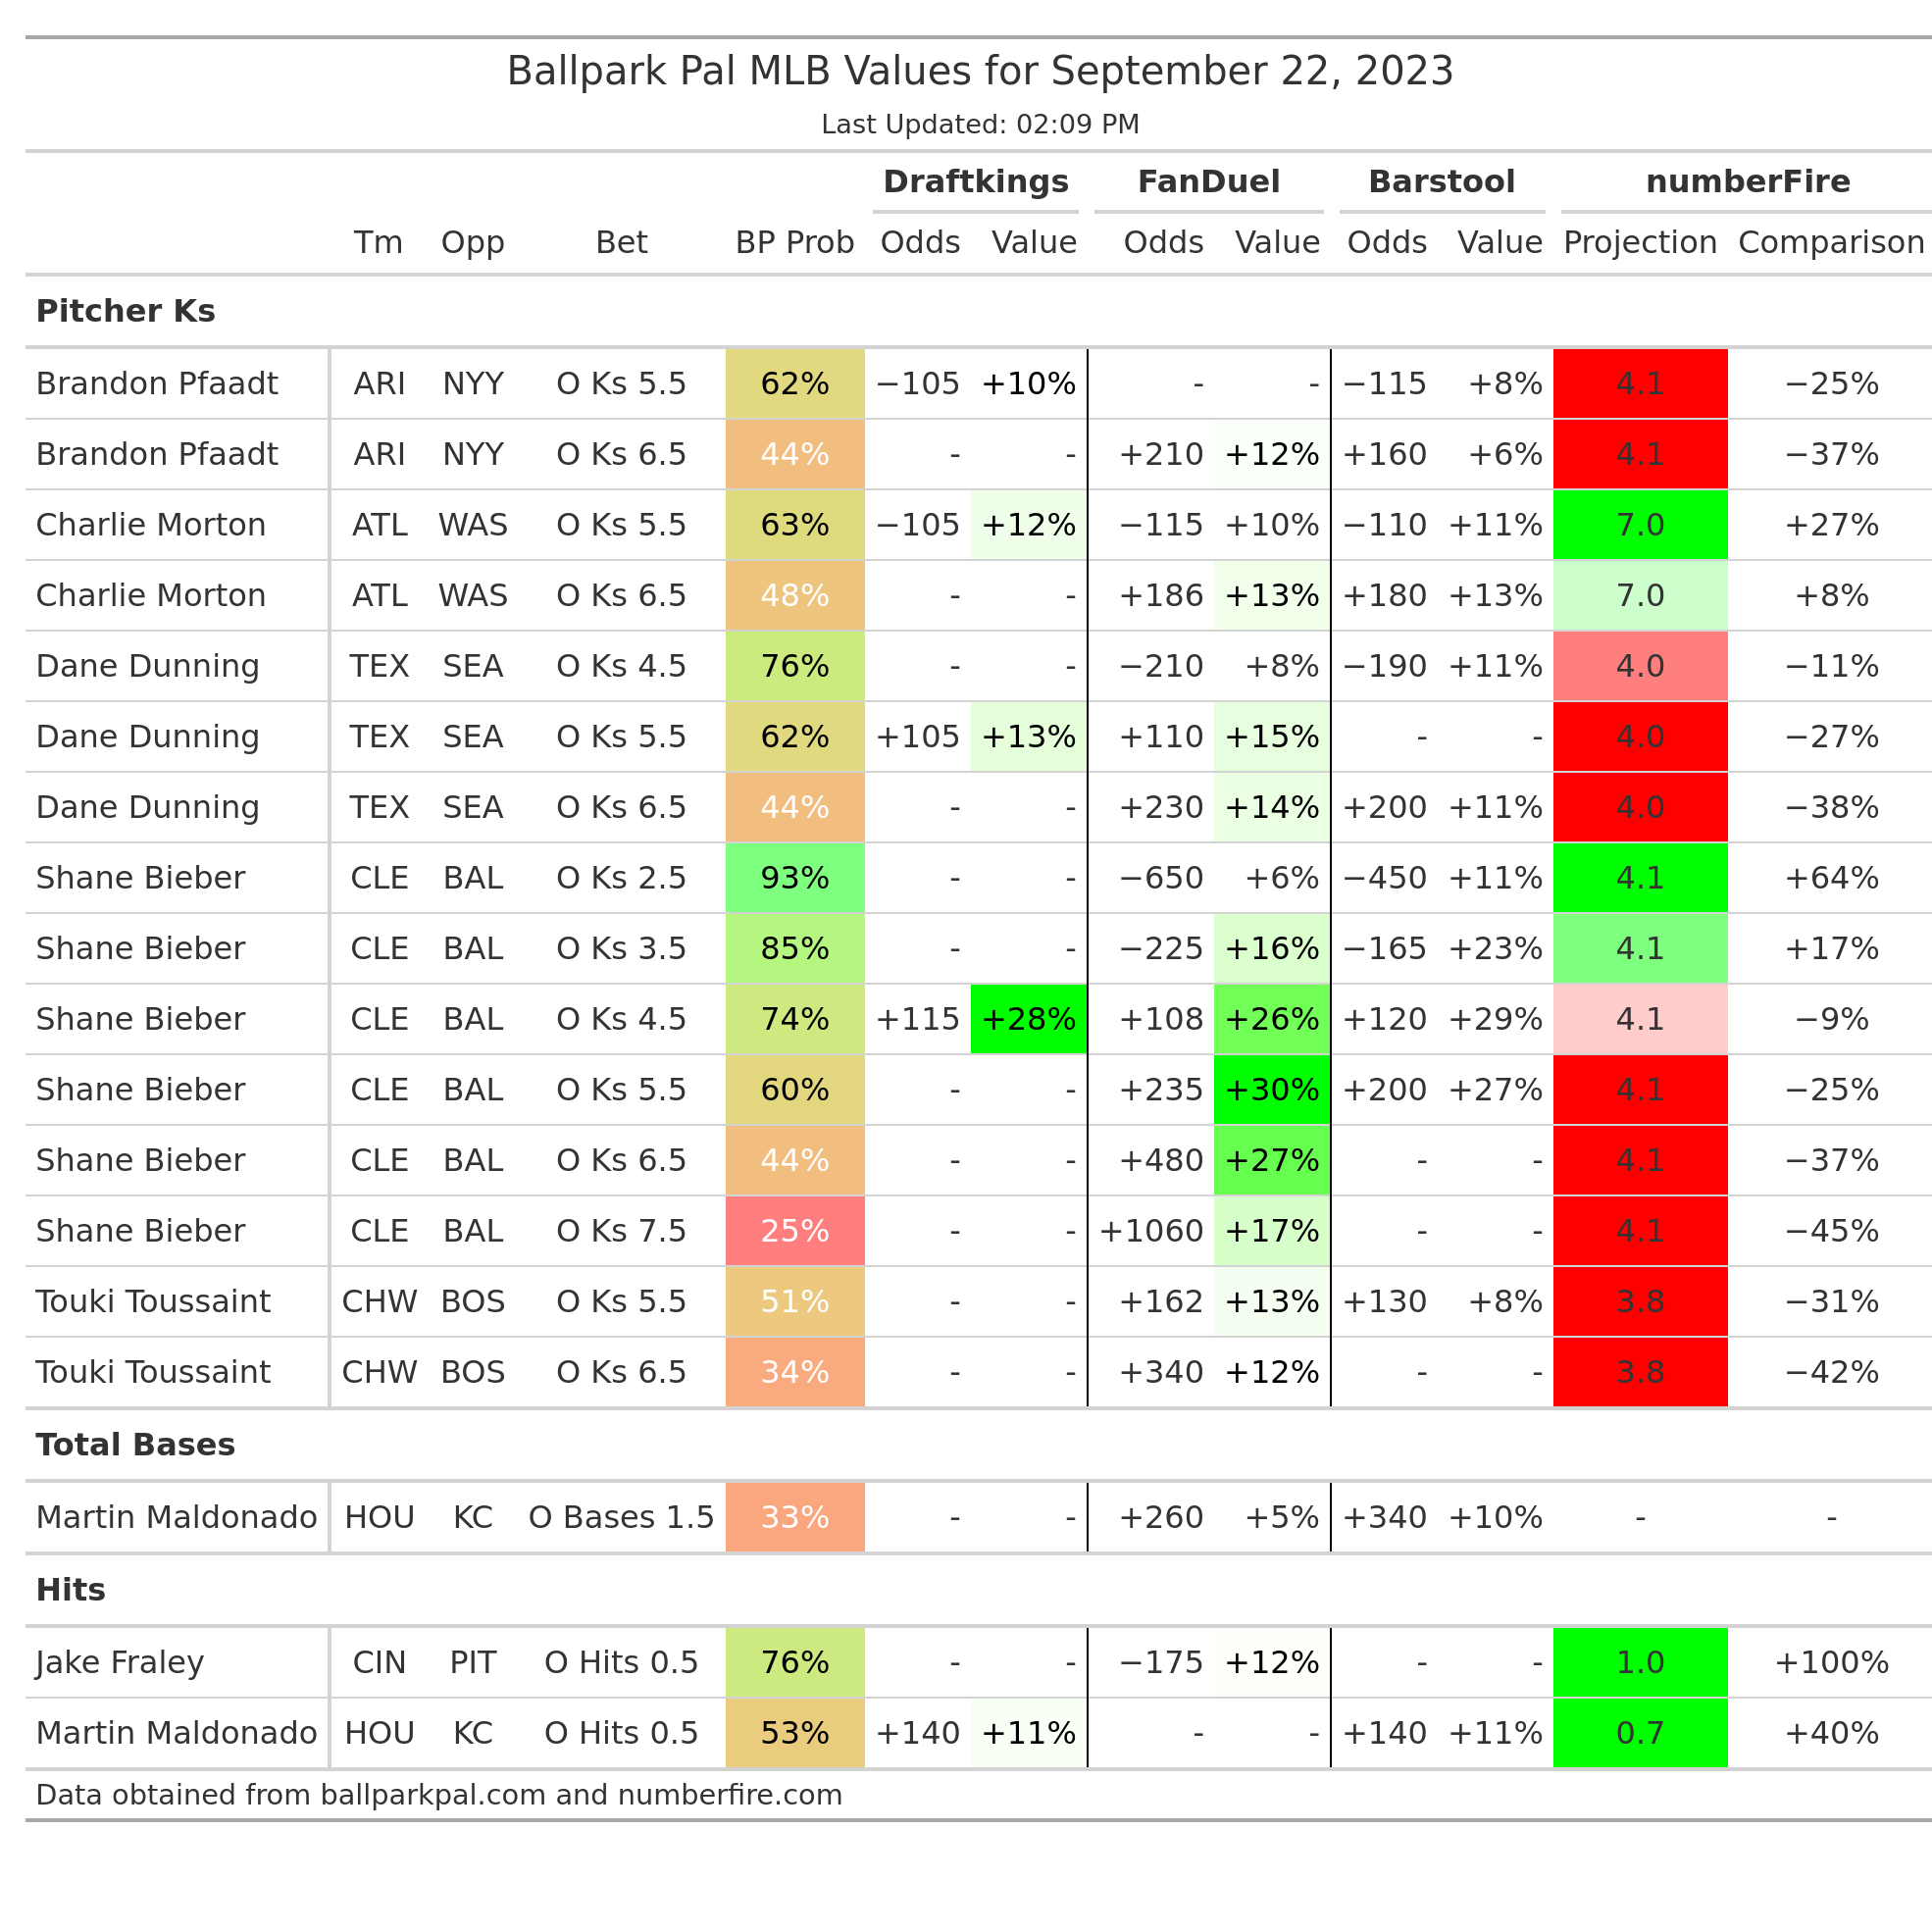 Ballpark Pal MLB Values for September 22, 2023
Last Updated: 02:09 PM
Draftkings FanDuel Barstool numberFire
Tm Opp Bet BP Prob Odds Value Odds Value Odds Value Projection Comparison
Pitcher Ks
Brandon Pfaadt ARI NYY O Ks 5.5 62% −105 +10% - - −115 +8% 4.1 −25%
Brandon Pfaadt ARI NYY O Ks 6.5 44% - - +210 +12% +160 +6% 4.1 −37%
Charlie Morton ATL WAS O Ks 5.5 63% −105 +12% −115 +10% −110 +11% 7.0 +27%
Charlie Morton ATL WAS O Ks 6.5 48% - - +186 +13% +180 +13% 7.0 +8%
Dane Dunning TEX SEA O Ks 4.5 76% - - −210 +8% −190 +11% 4.0 −11%
Dane Dunning TEX SEA O Ks 5.5 62% +105 +13% +110 +15% - - 4.0 −27%
Dane Dunning TEX SEA O Ks 6.5 44% - - +230 +14% +200 +11% 4.0 −38%
Shane Bieber CLE BAL O Ks 2.5 93% - - −650 +6% −450 +11% 4.1 +64%
Shane Bieber CLE BAL O Ks 3.5 85% - - −225 +16% −165 +23% 4.1 +17%
Shane Bieber CLE BAL O Ks 4.5 74% +115 +28% +108 +26% +120 +29% 4.1 −9%
Shane Bieber CLE BAL O Ks 5.5 60% - - +235 +30% +200 +27% 4.1 −25%
Shane Bieber CLE BAL O Ks 6.5 44% - - +480 +27% - - 4.1 −37%
Shane Bieber CLE BAL O Ks 7.5 25% - - +1060 +17% - - 4.1 −45%
Touki Toussaint CHW BOS O Ks 5.5 51% - - +162 +13% +130 +8% 3.8 −31%
Touki Toussaint CHW BOS O Ks 6.5 34% - - +340 +12% - - 3.8 −42%
Total Bases
Martin Maldonado HOU KC O Bases 1.5 33% - - +260 +5% +340 +10% - -
Hits
Jake Fraley CIN PIT O Hits 0.5 76% - - −175 +12% - - 1.0 +100%
Martin Maldonado HOU KC O Hits 0.5 53% +140 +11% - - +140 +11% 0.7 +40%
Data obtained from ballparkpal.com and numberfire.com